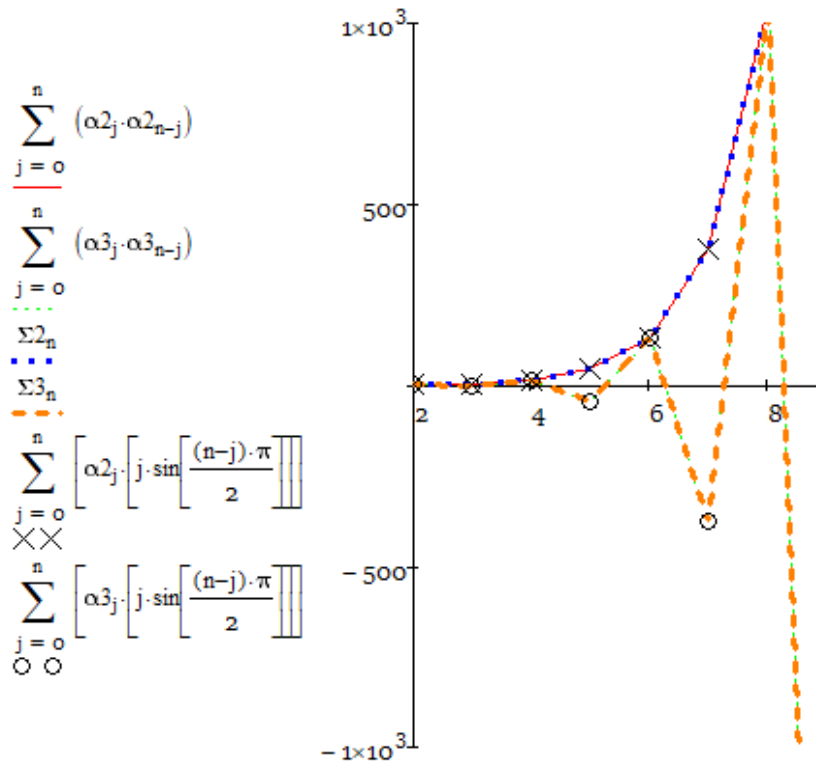 n
∑ (α2ⱼ·α2ₙ₋ⱼ)
j = 0
n
∑ (α3ⱼ·α3ₙ₋ⱼ)
j = 0
Σ2ₙ
Σ3ₙ
n
∑ [α2ⱼ·[j·sin[(n−j)·π
2]]]
j = 0
n
∑ [α3ⱼ·[j·sin[(n−j)·π
2]]]
j = 0
1×10³
500
2 4 6 8
−500
−1×10³